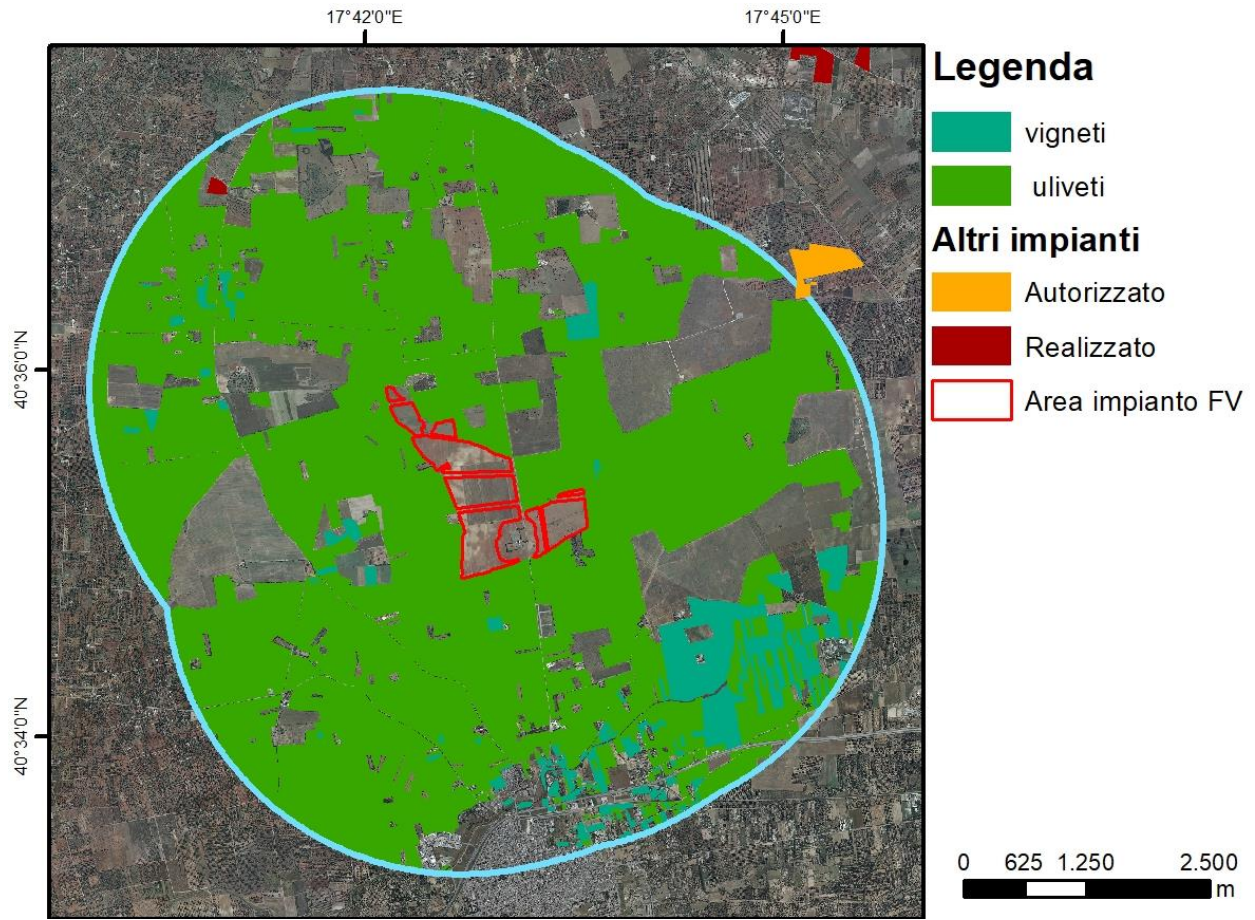 17°42'0"E
17°45'0"E
40°36'0"N
40°34'0"N
Legenda
vigneti
uliveti
Altri impianti
Autorizzato
Realizzato
Area impianto FV
0 625 1.250 2.500
m